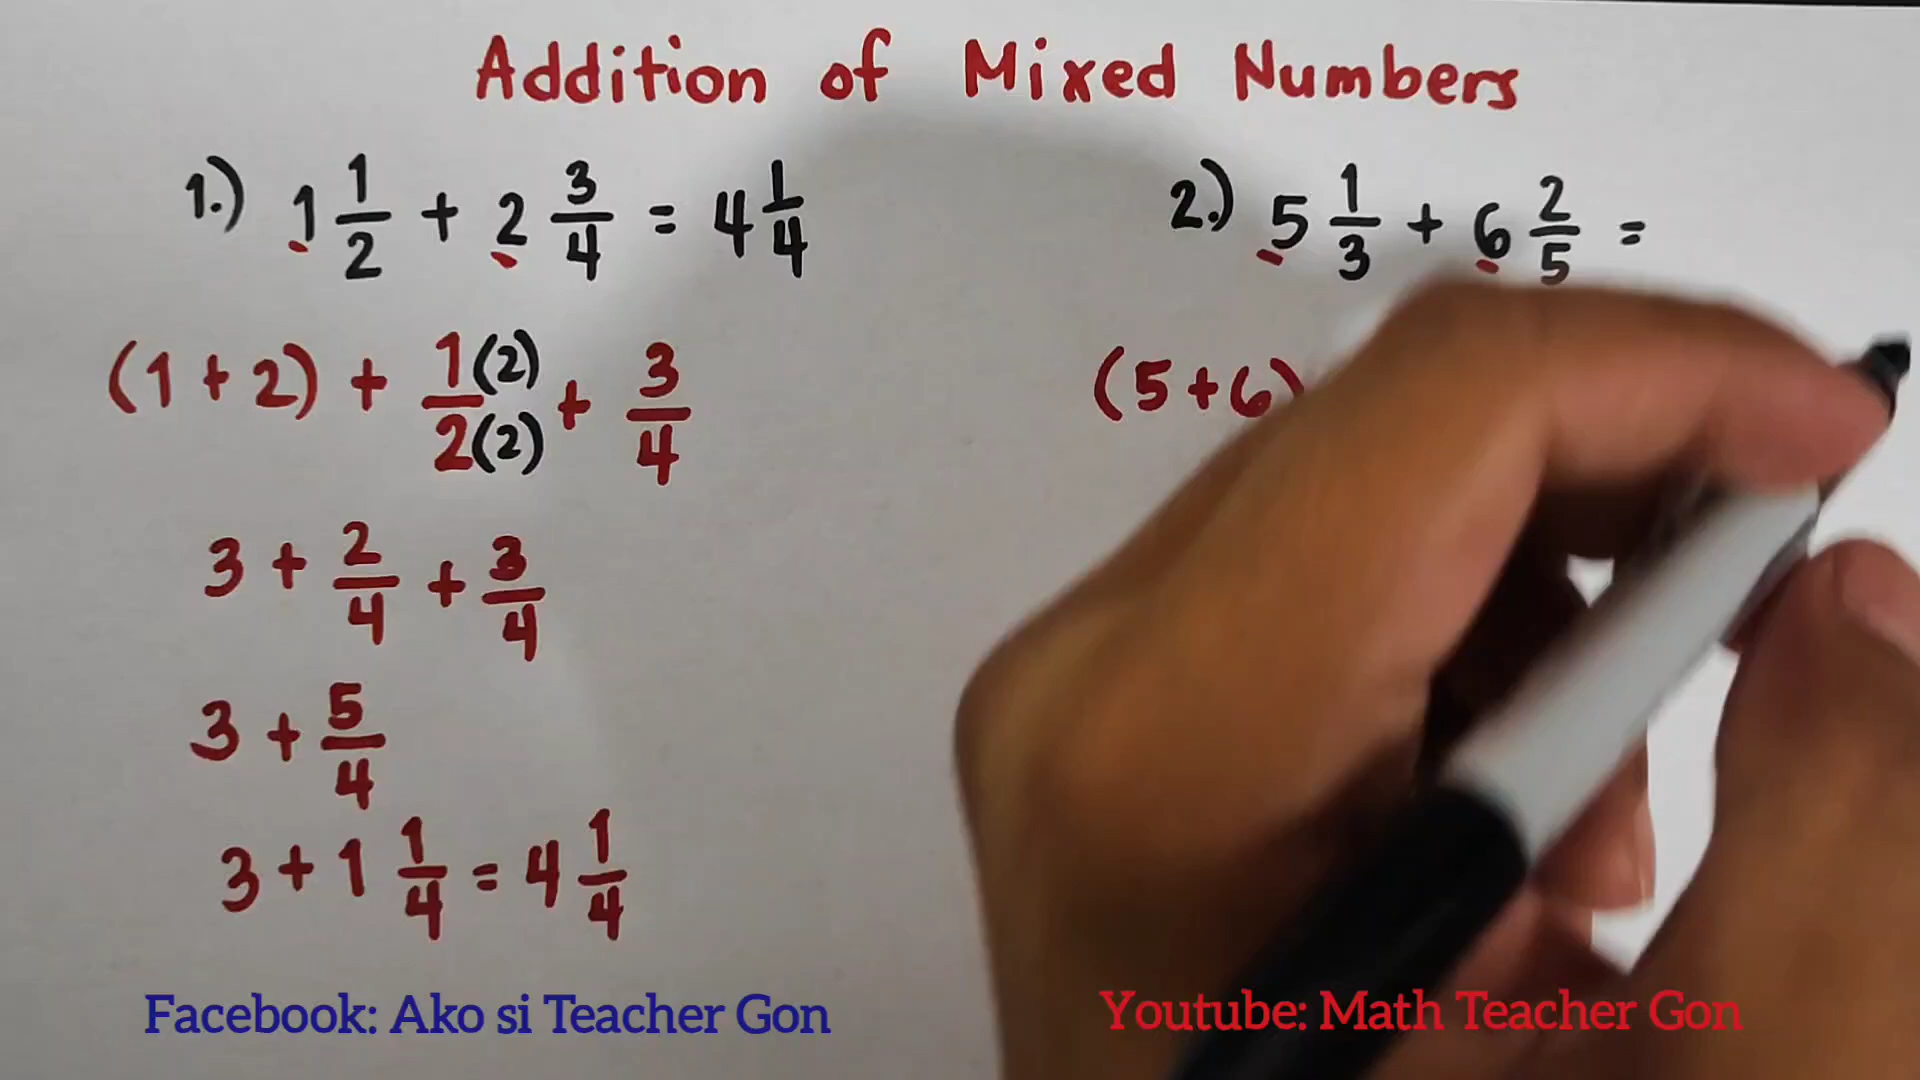 Addition of Mixed Numbers
1.) 1 1/2 + 2 3/4 = 4 1/4
(1 + 2) + 1(2)/2(2) + 3/4
3 + 2/4 + 3/4
3 + 5/4
3 + 1 1/4 = 4 1/4
2.) 5 1/3 + 6 2/5 =
(5+6)
Facebook: Ako si Teacher Gon
Youtube: Math Teacher Gon